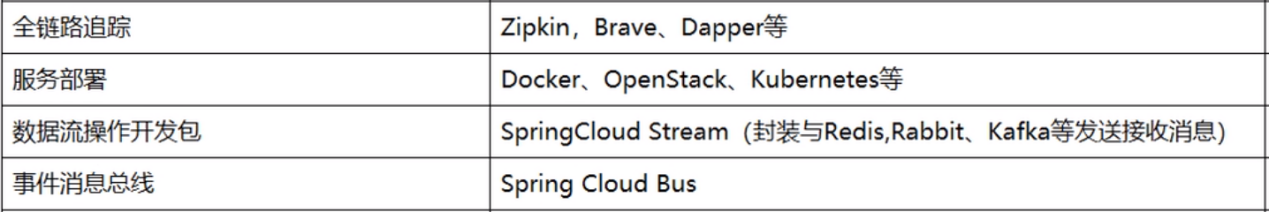 全链路追踪 Zipkin，Brave、Dapper等
服务部署 Docker、OpenStack、Kubernetes等
数据流操作开发包 SpringCloud Stream（封装与Redis,Rabbit、Kafka等发送接收消息）
事件消息总线 Spring Cloud Bus